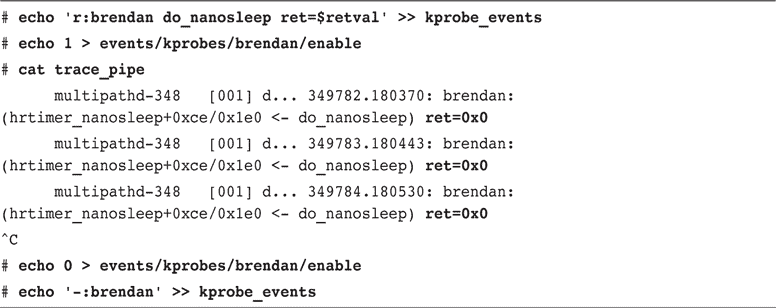 # echo 'r:brendan do_nanosleep ret=$retval' >> kprobe_events
# echo 1 > events/kprobes/brendan/enable
# cat trace_pipe
      multipathd-348   [001] d... 349782.180370: brendan:
(hrtimer_nanosleep+0xce/0x1e0 <- do_nanosleep) ret=0x0
      multipathd-348   [001] d... 349783.180443: brendan:
(hrtimer_nanosleep+0xce/0x1e0 <- do_nanosleep) ret=0x0
      multipathd-348   [001] d... 349784.180530: brendan:
(hrtimer_nanosleep+0xce/0x1e0 <- do_nanosleep) ret=0x0
^C
# echo 0 > events/kprobes/brendan/enable
# echo '-:brendan' >> kprobe_events